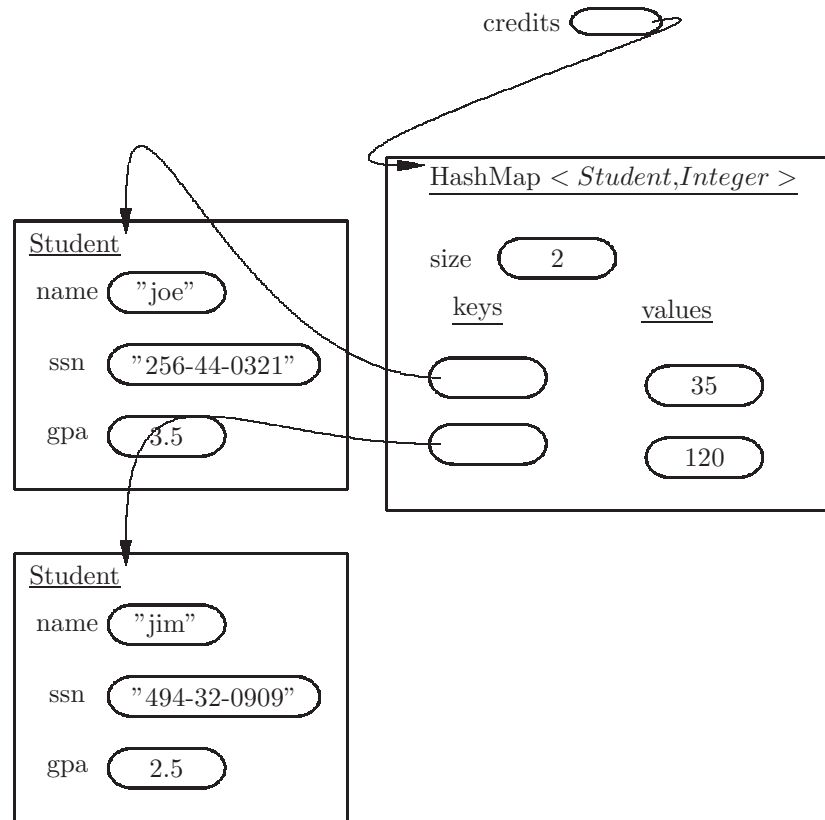 credits
HashMap < Student,Integer >
size 2
keys values
35
120
Student
name ”joe”
ssn ”256-44-0321”
gpa 3.5
Student
name ”jim”
ssn ”494-32-0909”
gpa 2.5